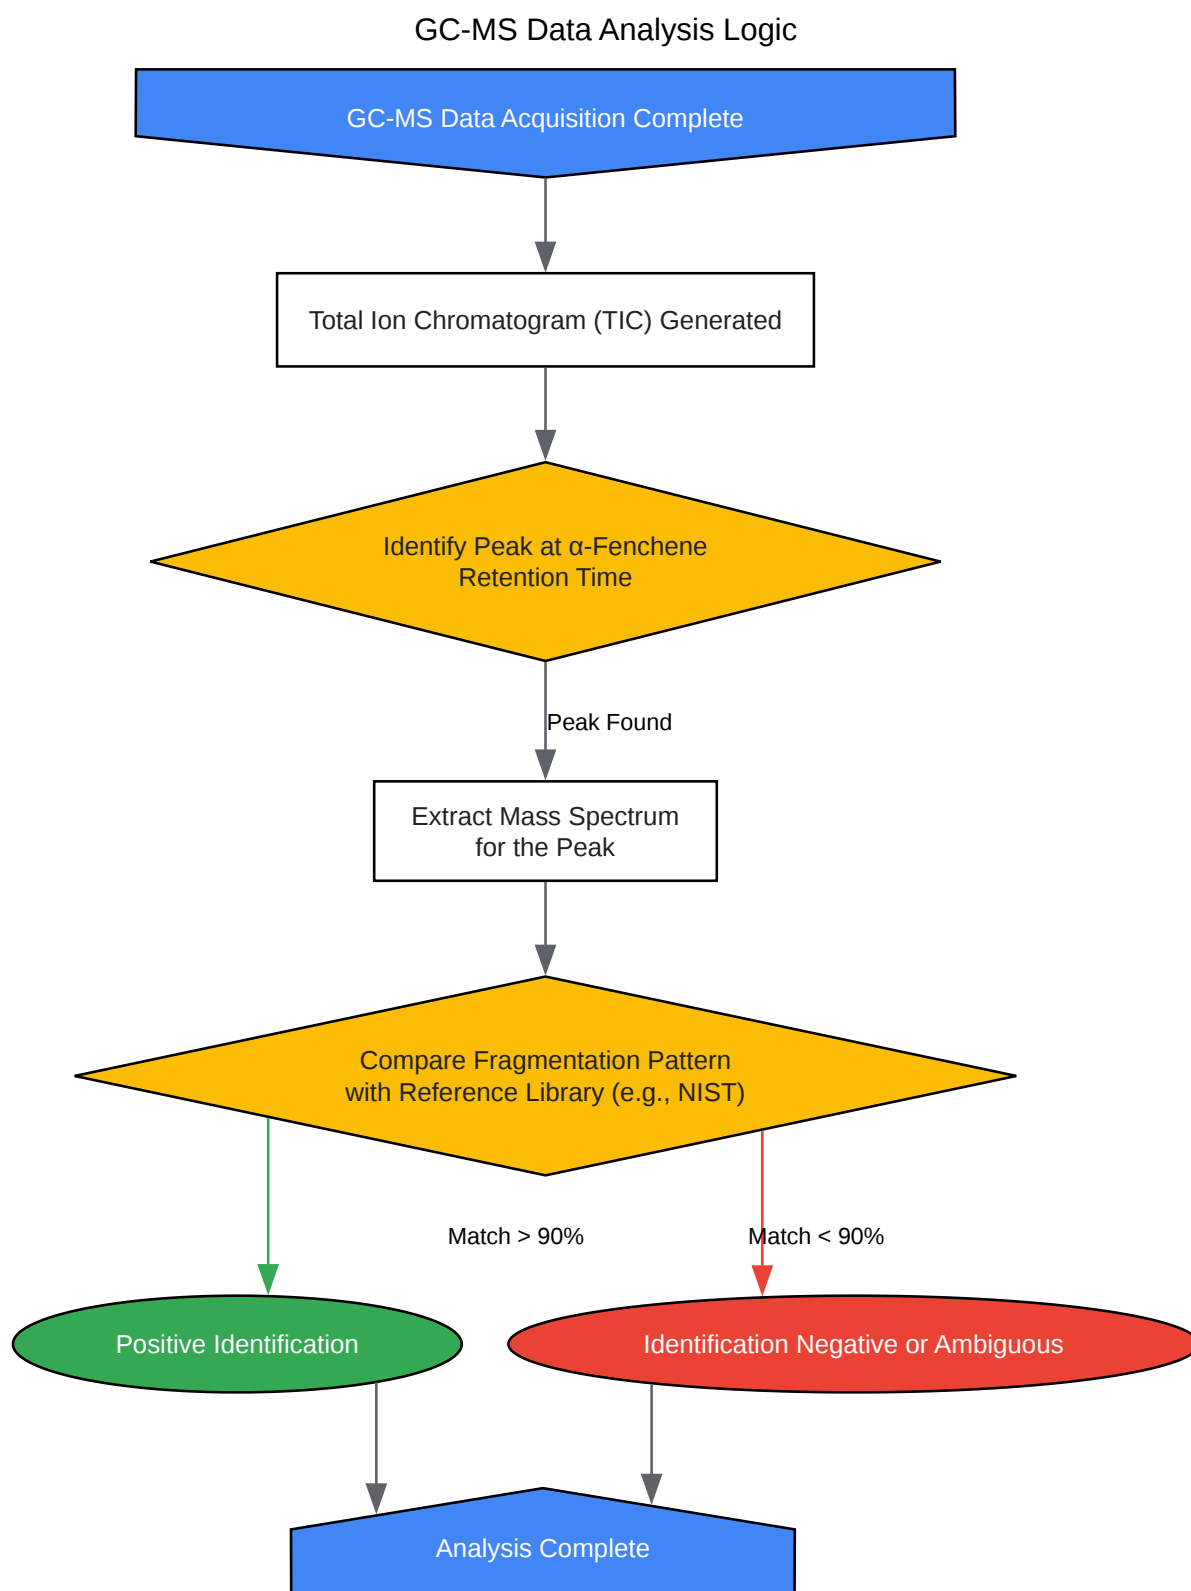 GC-MS Data Analysis Logic
GC-MS Data Acquisition Complete
Total Ion Chromatogram (TIC) Generated
Identify Peak at α-Fenchene
Retention Time
Peak Found
Extract Mass Spectrum
for the Peak
Compare Fragmentation Pattern
with Reference Library (e.g., NIST)
Match > 90%
Match < 90%
Positive Identification
Identification Negative or Ambiguous
Analysis Complete